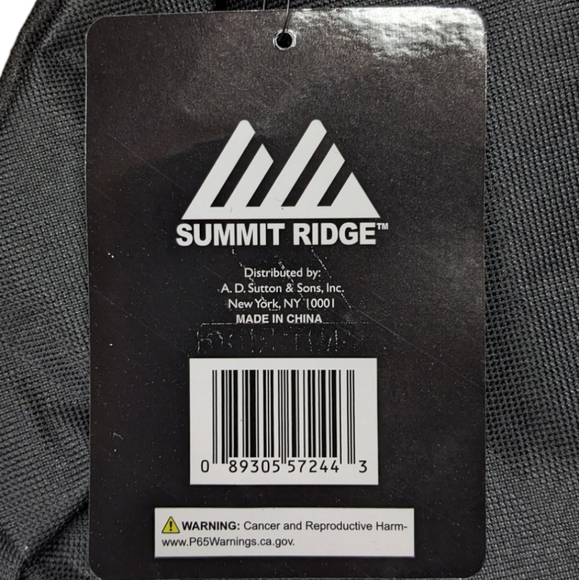 SUMMIT RIDGE™
Distributed by:
A. D. Sutton & Sons, Inc.
New York, NY 10001
MADE IN CHINA
0 89305 57244 3
WARNING: Cancer and Reproductive Harm-
www.P65Warnings.ca.gov.